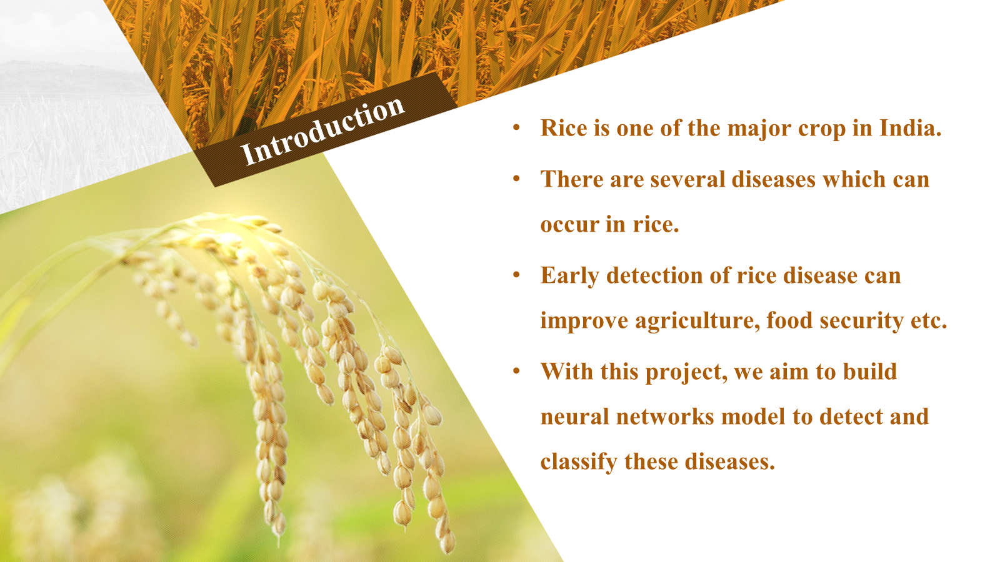 Introduction
• Rice is one of the major crop in India.
• There are several diseases which can
occur in rice.
• Early detection of rice disease can
improve agriculture, food security etc.
• With this project, we aim to build
neural networks model to detect and
classify these diseases.